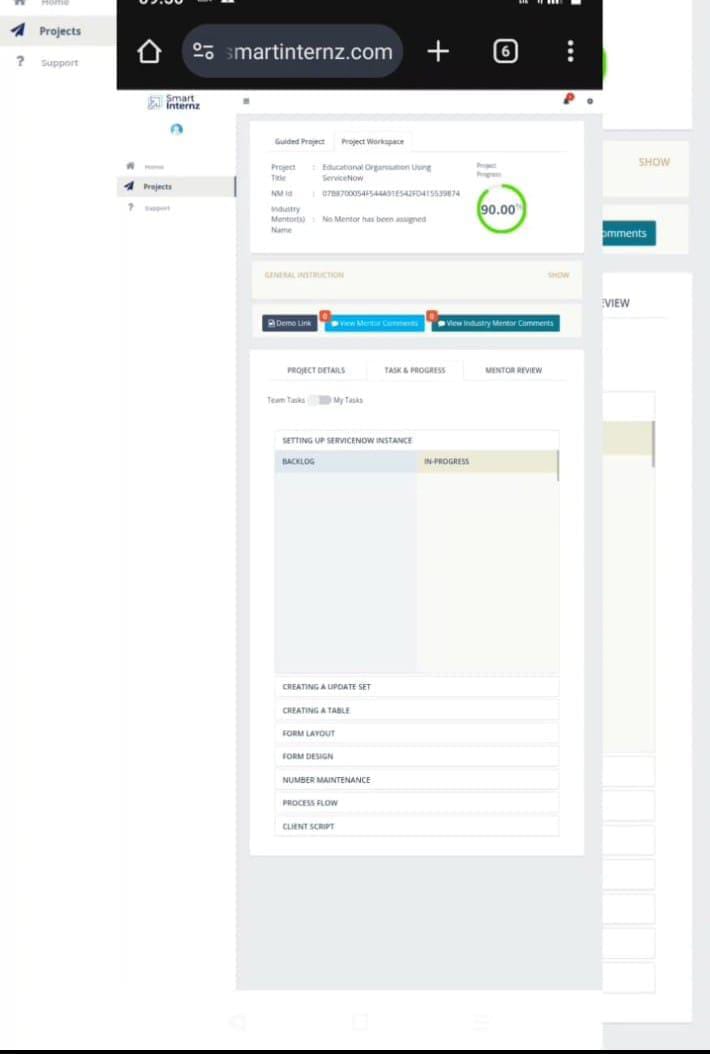 Home
Projects
Support
smartinternz.com
6
Smart
Internz
Home
Projects
Support
Guided Project
Project Workspace
Project Title : Educational Organisation Using ServiceNow
NM Id :
Industry Mentor(s) Name : No Mentor has been assigned
Project Progress
90.00%
GENERAL INSTRUCTION
SHOW
Demo Link
0
View Mentor Comments
0
View Industry Mentor Comments
PROJECT DETAILS
TASK & PROGRESS
MENTOR REVIEW
Team Tasks
My Tasks
SETTING UP SERVICENOW INSTANCE
BACKLOG
IN-PROGRESS
CREATING A UPDATE SET
CREATING A TABLE
FORM LAYOUT
FORM DESIGN
NUMBER MAINTENANCE
PROCESS FLOW
CLIENT SCRIPT
SHOW
omments
EVIEW